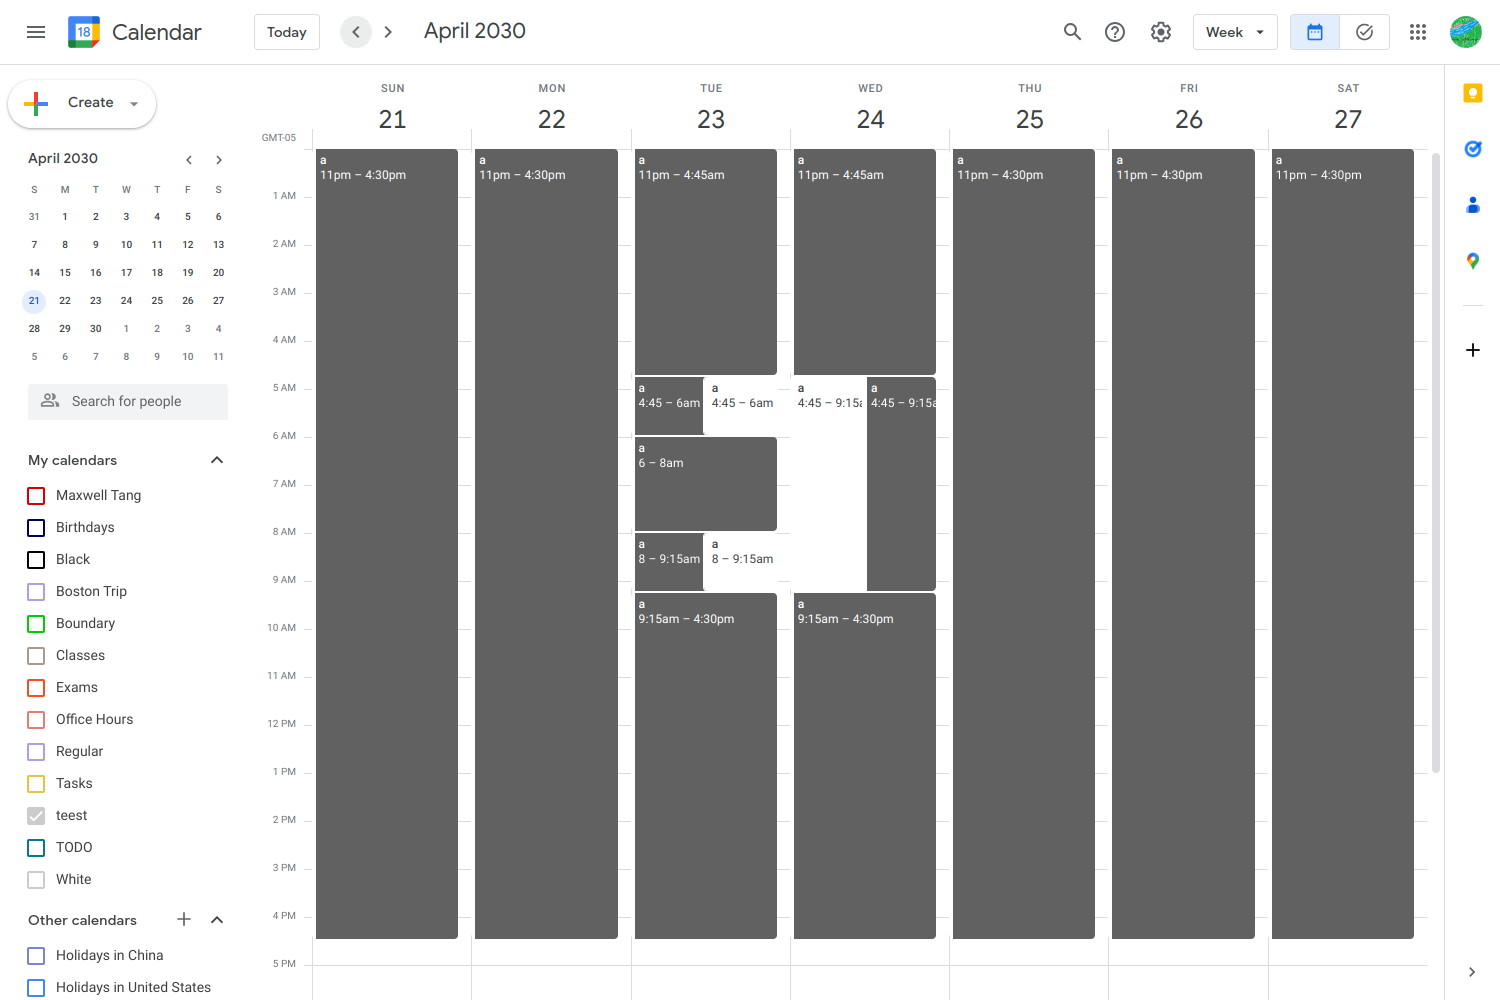 18 Calendar
Today
April 2030
Week
Create
April 2030
S M T W T F S
31 1 2 3 4 5 6
7 8 9 10 11 12 13
14 15 16 17 18 19 20
21 22 23 24 25 26 27
28 29 30 1 2 3 4
5 6 7 8 9 10 11
Search for people
My calendars
Maxwell Tang
Birthdays
Black
Boston Trip
Boundary
Classes
Exams
Office Hours
Regular
Tasks
teest
TODO
White
Other calendars
Holidays in China
Holidays in United States
SUN MON TUE WED THU FRI SAT
21 22 23 24 25 26 27
GMT-05
1 AM
2 AM
3 AM
4 AM
5 AM
6 AM
7 AM
8 AM
9 AM
10 AM
11 AM
12 PM
1 PM
2 PM
3 PM
4 PM
5 PM
a
11pm – 4:30pm
a
11pm – 4:30pm
a
11pm – 4:45am
a
4:45 – 6am
a
4:45 – 6am
a
6 – 8am
a
8 – 9:15am
a
8 – 9:15am
a
9:15am – 4:30pm
a
11pm – 4:45am
a
4:45 – 9:15a
a
4:45 – 9:15a
a
9:15am – 4:30pm
a
11pm – 4:30pm
a
11pm – 4:30pm
a
11pm – 4:30pm